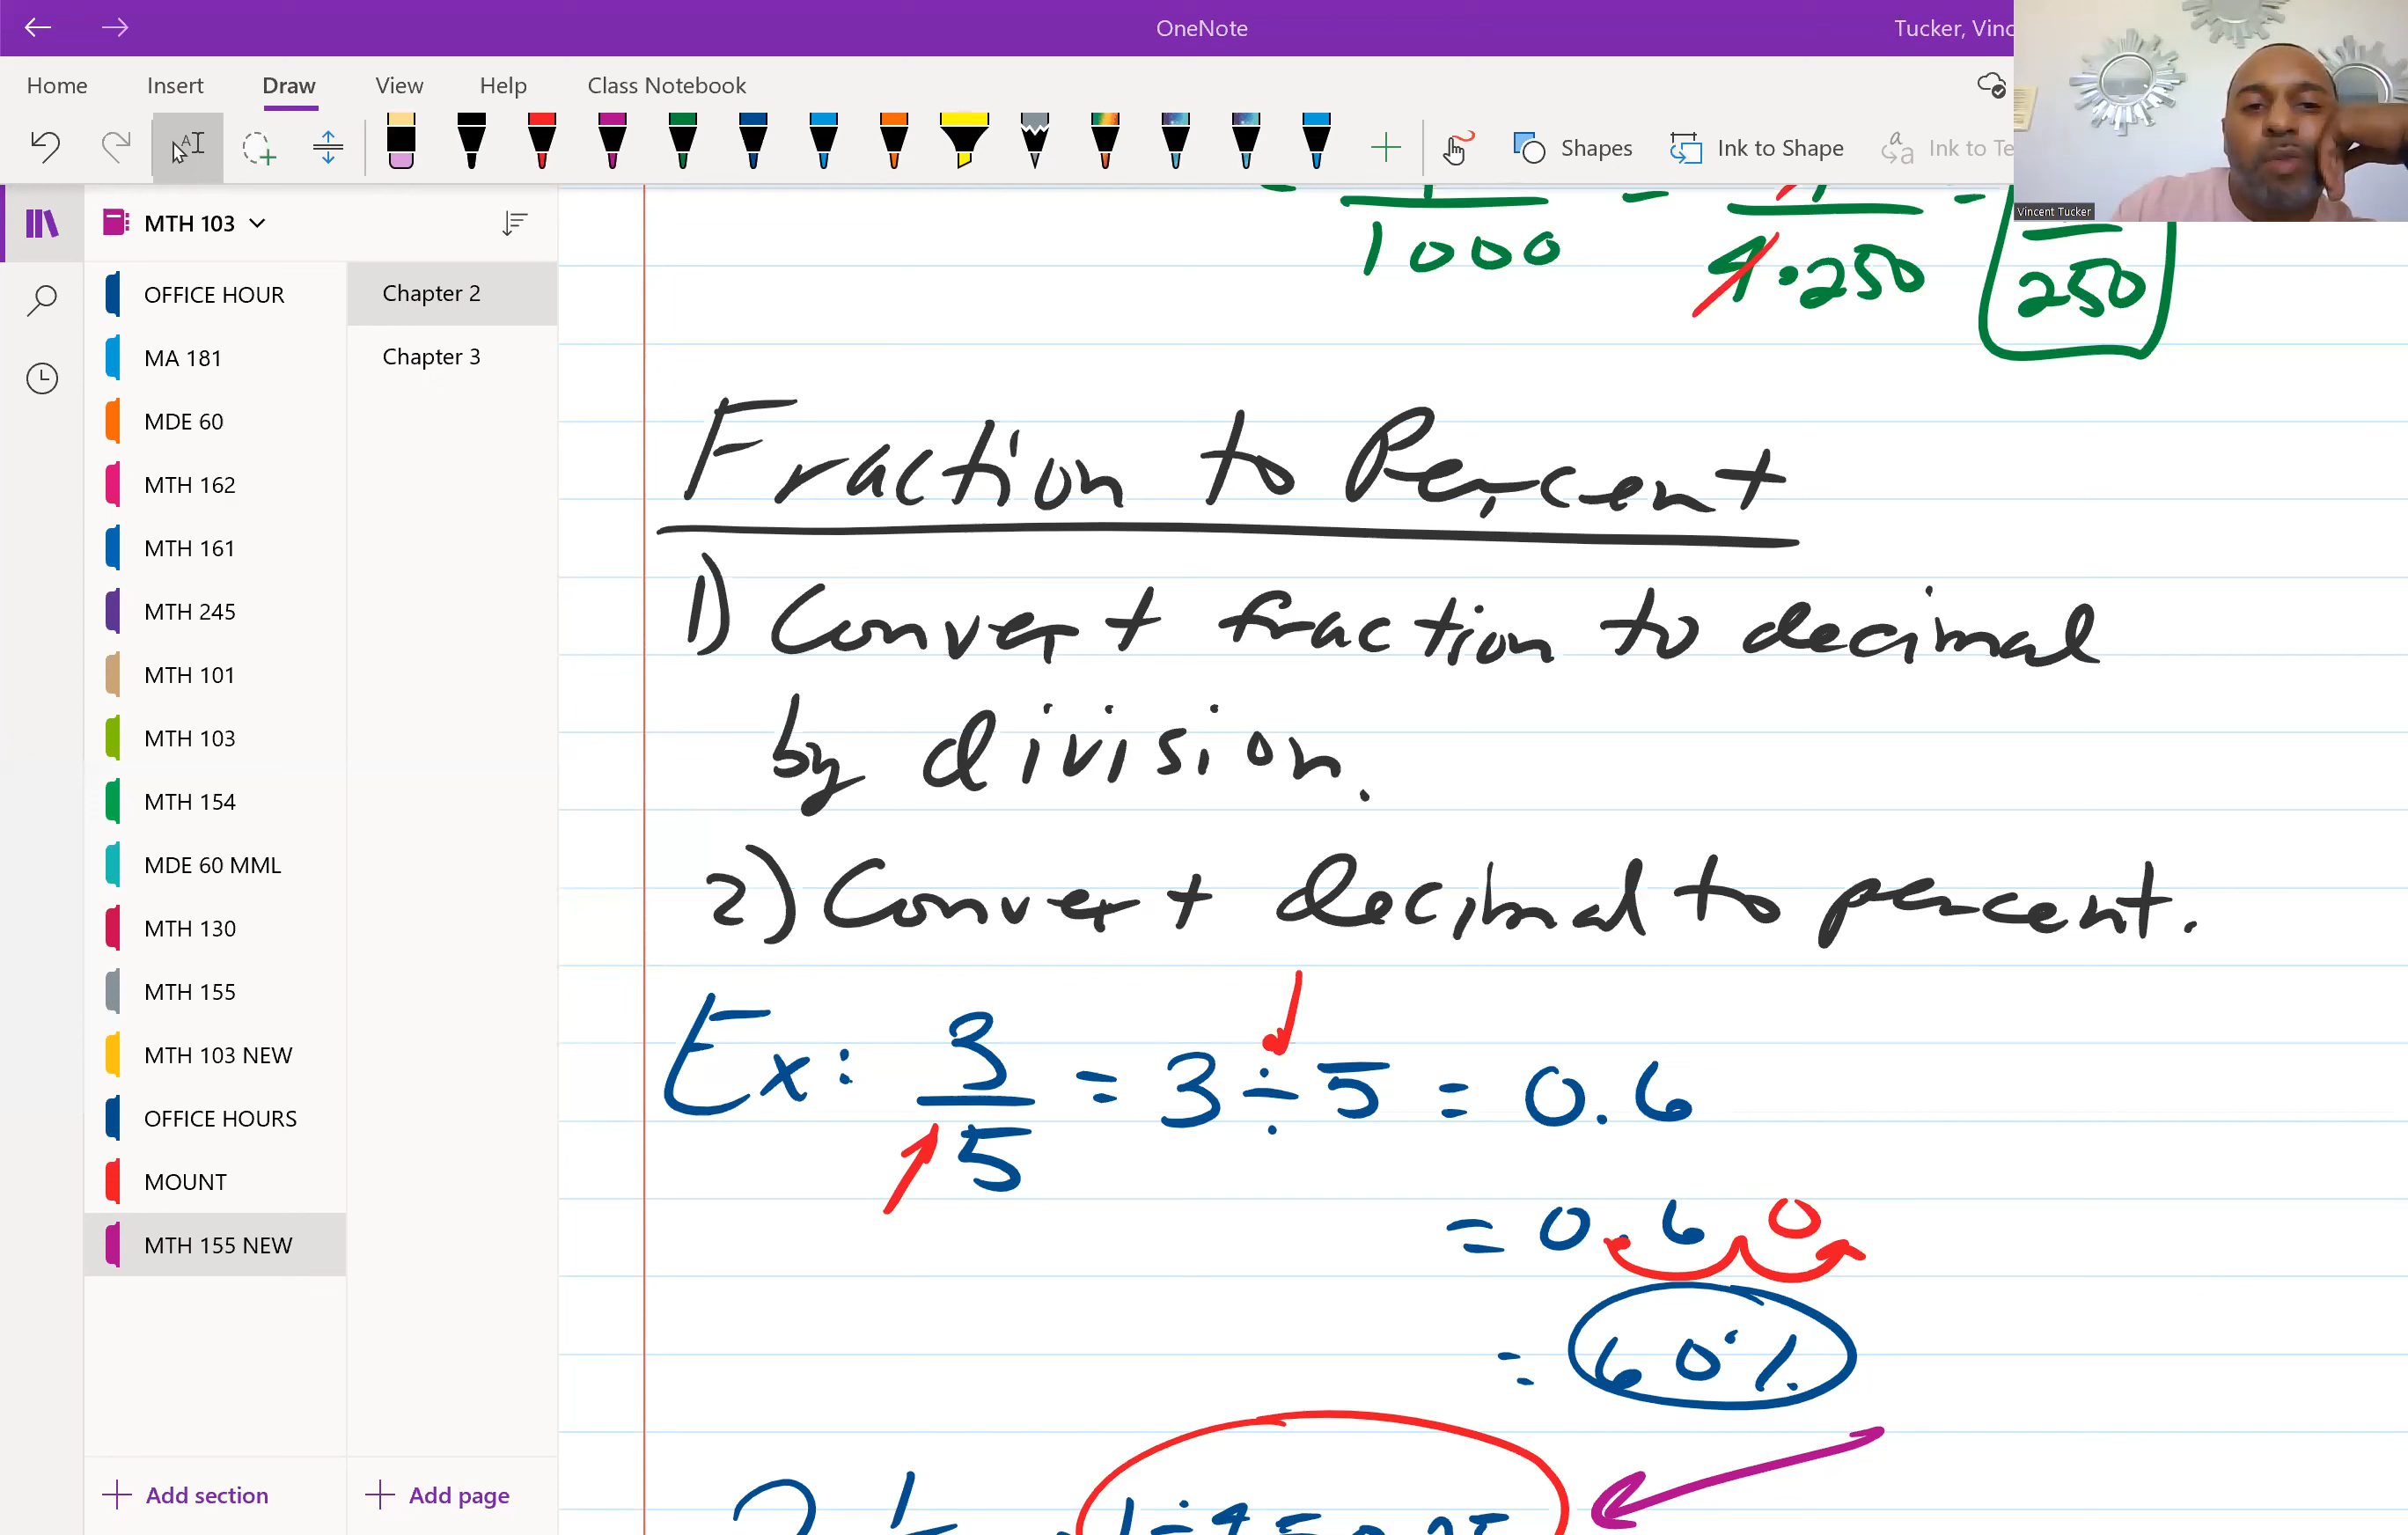 OneNote
Tucker, Vinc
Home Insert Draw View Help Class Notebook
Shapes Ink to Shape Ink to Te
Vincent Tucker
MTH 103
OFFICE HOUR
MA 181
MDE 60
MTH 162
MTH 161
MTH 245
MTH 101
MTH 103
MTH 154
MDE 60 MML
MTH 130
MTH 155
MTH 103 NEW
OFFICE HOURS
MOUNT
MTH 155 NEW
Add section
Chapter 2
Chapter 3
Add page
= 1000 = 4·250 = 250
Fraction to Percent
1) Convert fraction to decimal
by division.
2) Convert decimal to percent.
Ex: 3/5 = 3 ÷ 5 = 0.6
= 0.60
= 60%